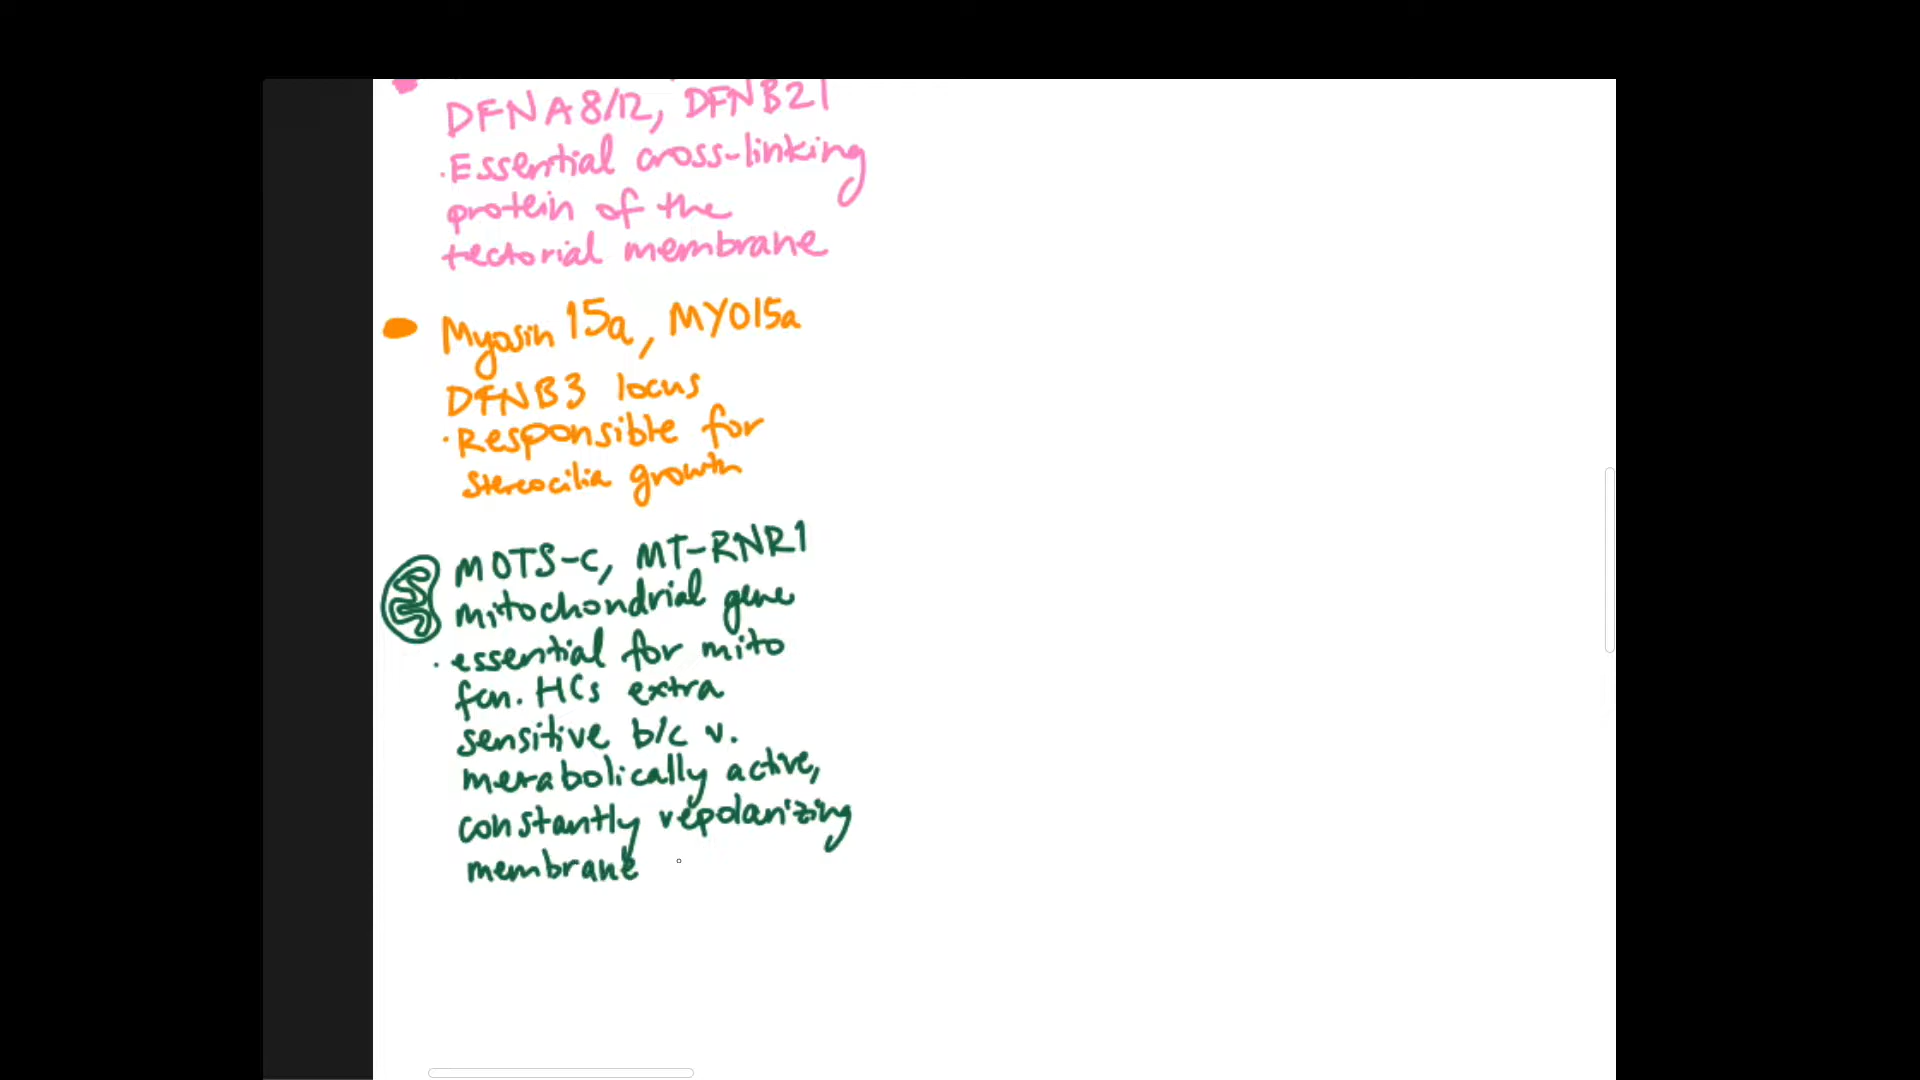 DFNA8/12, DFNB21
· Essential cross-linking
protein of the
tectorial membrane
Myosin 15a, MYO15a
DFNB3 locus
· Responsible for
stereocilia growth
MOTS-c, MT-RNR1
mitochondrial gene
· essential for mito
fcn. HCs extra
sensitive b/c v.
metabolically active,
constantly repolarizing
membrane